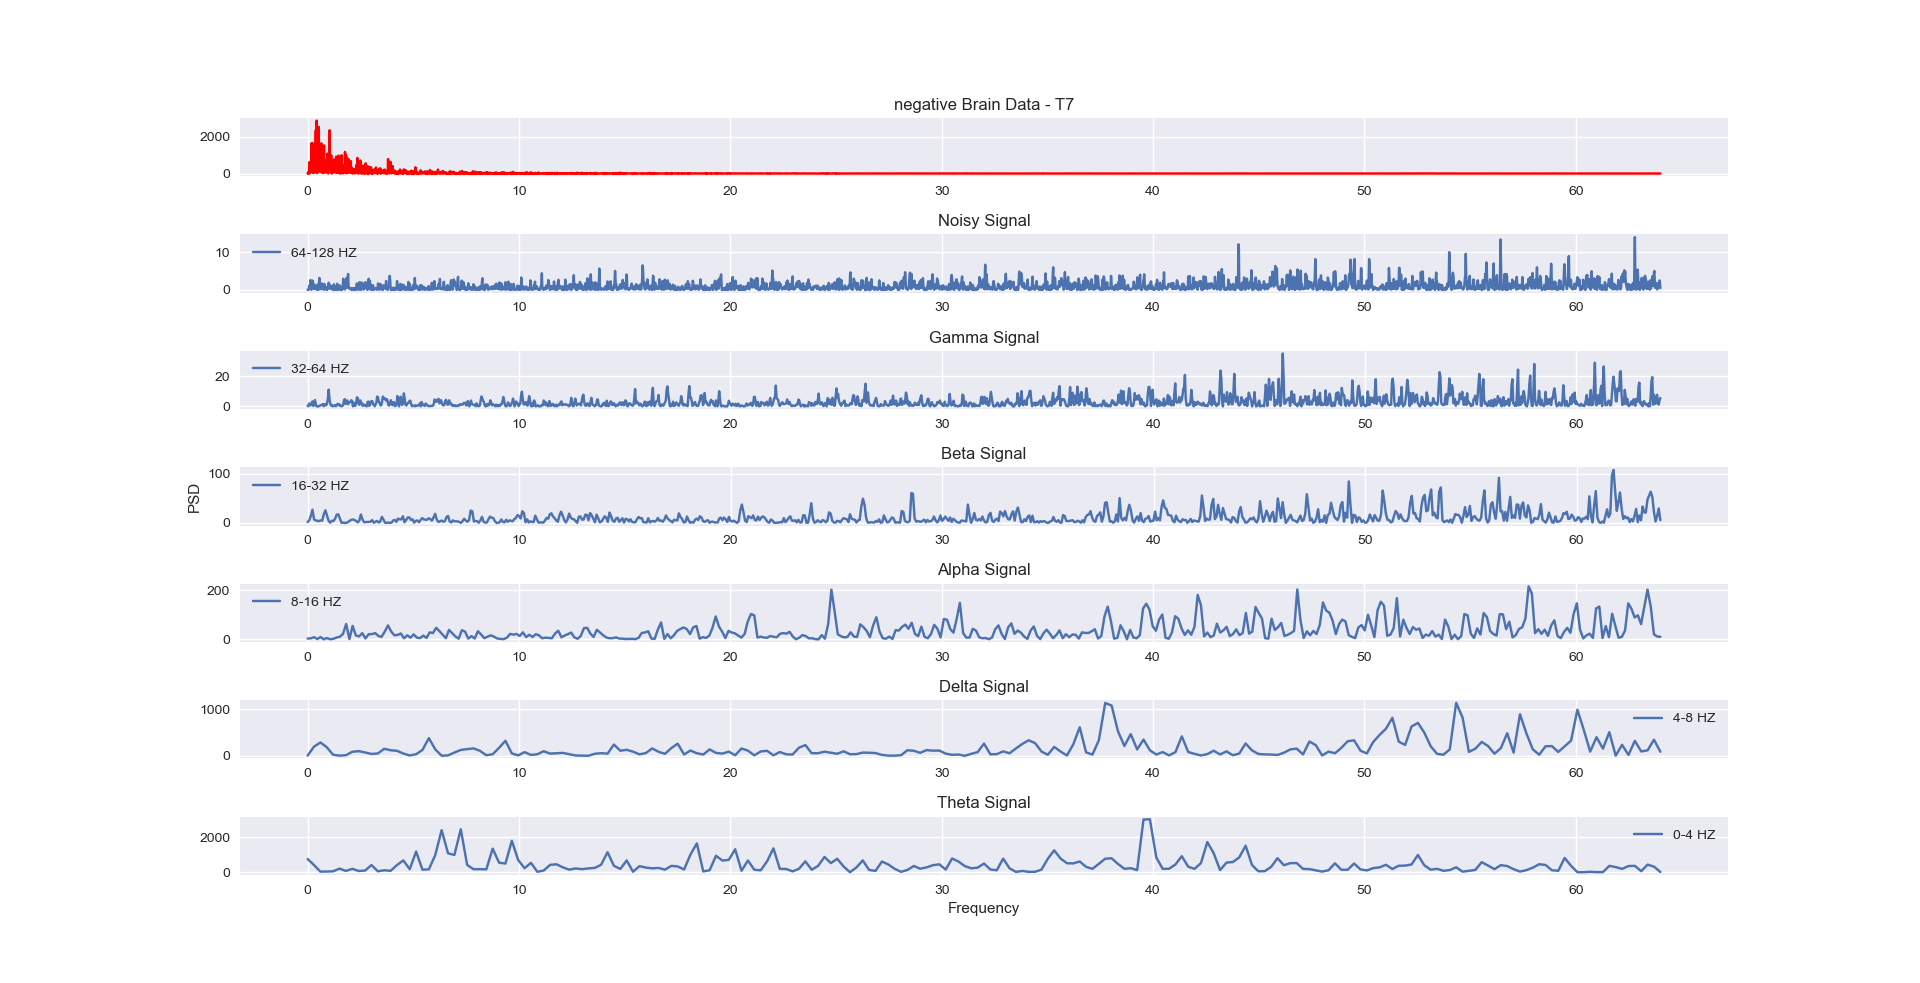 negative Brain Data - T7
2000
0
0 10 20 30 40 50 60
Noisy Signal
64-128 HZ
10
0
0 10 20 30 40 50 60
Gamma Signal
32-64 HZ
20
0
0 10 20 30 40 50 60
Beta Signal
16-32 HZ
100
0
PSD
0 10 20 30 40 50 60
Alpha Signal
8-16 HZ
200
0
0 10 20 30 40 50 60
Delta Signal
4-8 HZ
1000
0
0 10 20 30 40 50 60
Theta Signal
0-4 HZ
2000
0
0 10 20 30 40 50 60
Frequency